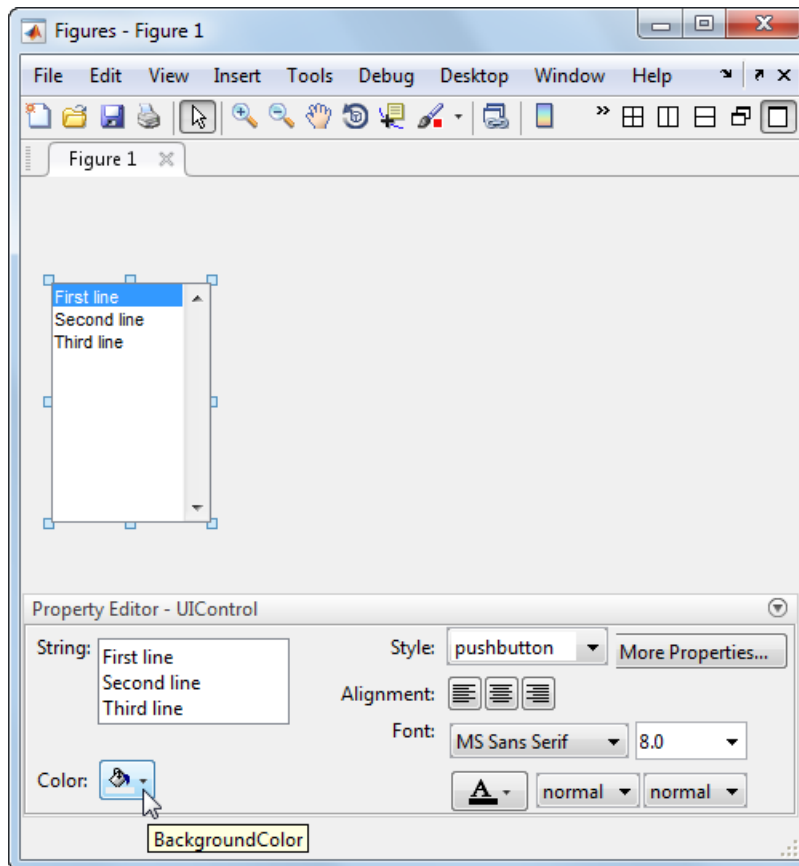 Figures - Figure 1
File Edit View Insert Tools Debug Desktop Window Help
Figure 1
First line
Second line
Third line
Property Editor - UIControl
String:
First line
Second line
Third line
Style: pushbutton More Properties...
Alignment:
Font: MS Sans Serif 8.0
Color:
A normal normal
BackgroundColor